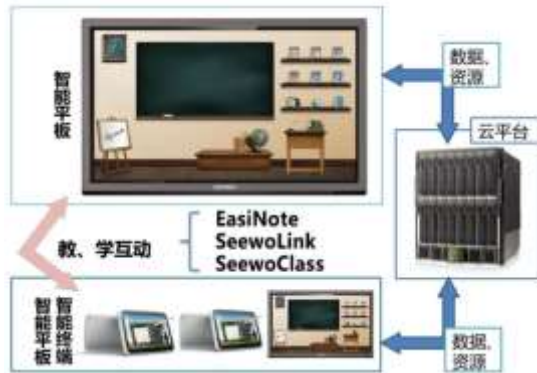 智能平板
数据、
资源
云平台
教、学互动
EasiNote
SeewoLink
SeewoClass
智能终端
智能平板
数据、
资源